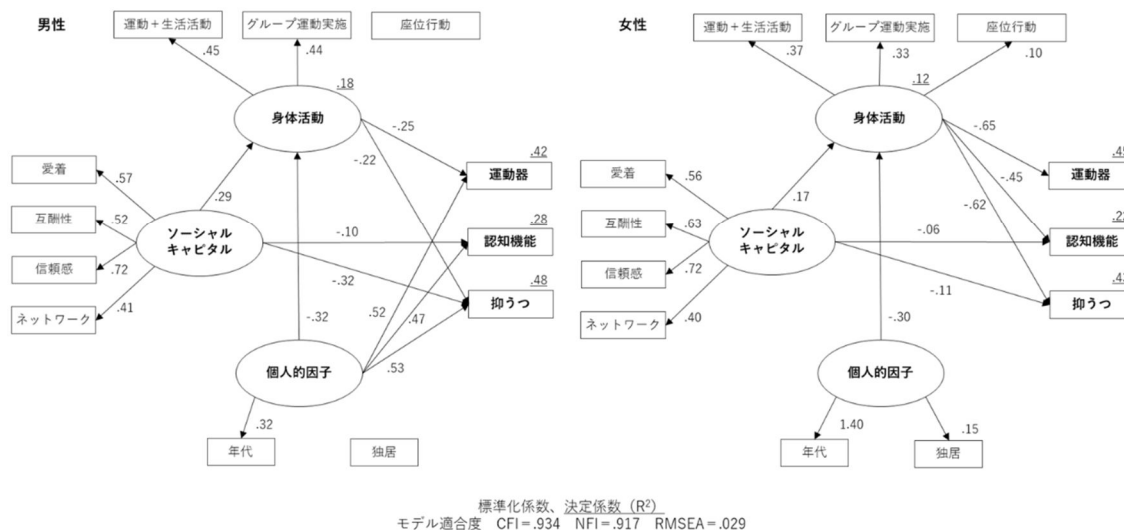 男性
運動＋生活活動
グループ運動実施
座位行動
.45
.44
.18
身体活動
-.25
-.22
.42
運動器
愛着
.57
.29
互酬性
.52
ソーシャル
キャピタル
-.10
.28
認知機能
信頼感
.72
-.32
.48
抑うつ
ネットワーク
.41
-.32
.52
.47
.53
個人的因子
.32
年代
独居
女性
運動＋生活活動
グループ運動実施
座位行動
.37
.33
.10
.12
身体活動
-.65
-.45
-.62
運動器
愛着
.56
.17
互酬性
.63
ソーシャル
キャピタル
-.06
認知機能
信頼感
.72
-.11
抑うつ
ネットワーク
.40
-.30
個人的因子
1.40
.15
年代
独居
標準化係数、決定係数（R²）
モデル適合度 CFI＝.934 NFI＝.917 RMSEA＝.029